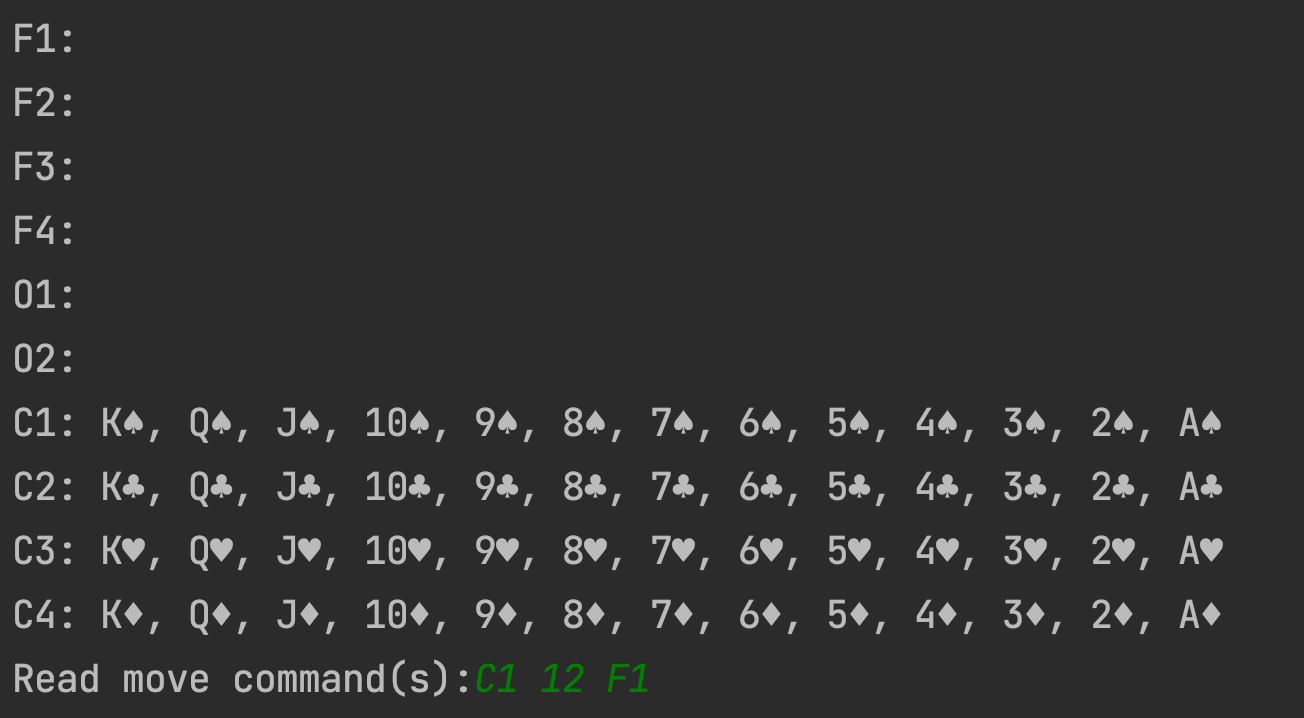 F1:
F2:
F3:
F4:
O1:
O2:
C1: K♠, Q♠, J♠, 10♠, 9♠, 8♠, 7♠, 6♠, 5♠, 4♠, 3♠, 2♠, A♠
C2: K♣, Q♣, J♣, 10♣, 9♣, 8♣, 7♣, 6♣, 5♣, 4♣, 3♣, 2♣, A♣
C3: K♥, Q♥, J♥, 10♥, 9♥, 8♥, 7♥, 6♥, 5♥, 4♥, 3♥, 2♥, A♥
C4: K♦, Q♦, J♦, 10♦, 9♦, 8♦, 7♦, 6♦, 5♦, 4♦, 3♦, 2♦, A♦
Read move command(s):C1 12 F1